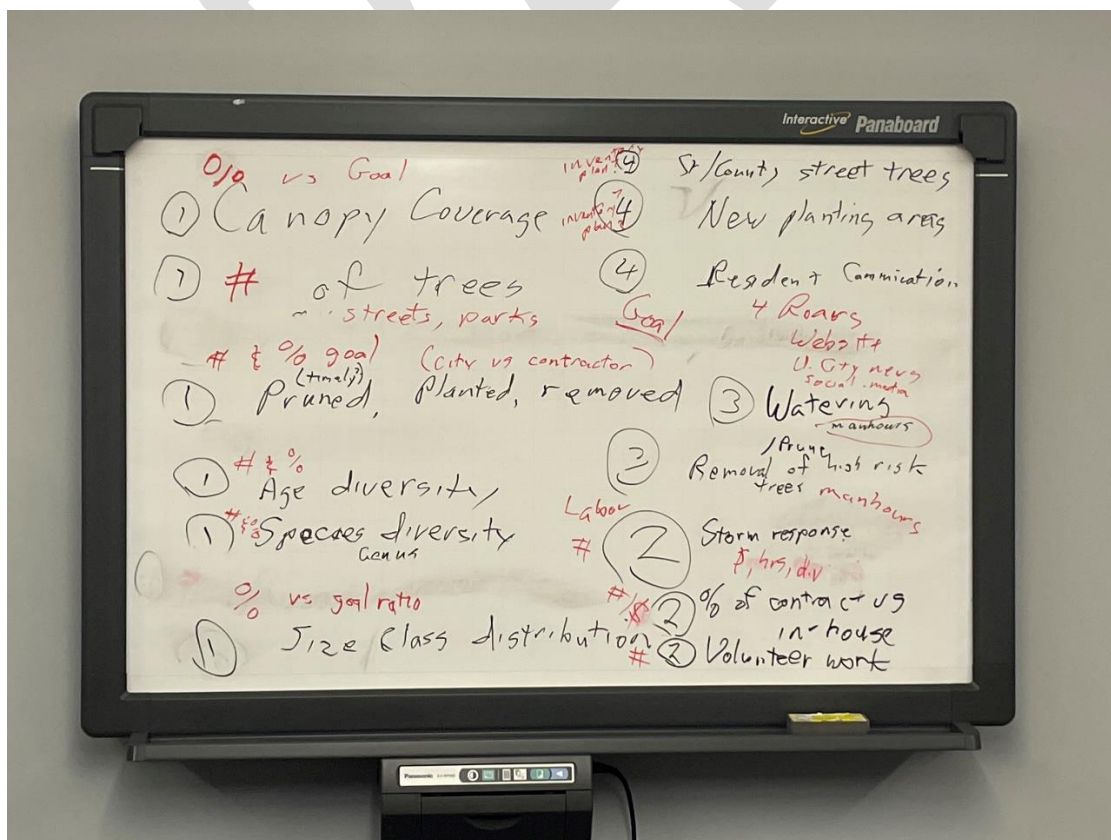 Interactive Panaboard
% vs Goal
① Canopy Coverage
① # of trees
~ streets, parks
# & % goal (city vs contractor)
(timely?)
① Pruned, Planted, removed
# & %
① Age diversity
① # & % Species diversity
Genus
% vs goal ratio
① Size Class distribution
inventory plan? ④ St/County street trees
inventory plan? ④ New planting areas
④ Resident Commication
Goal 4 Roars
Website
U. City news
social media
③ Watering
manhours
/Prune
③ Removal of high risk
trees manhours
Labor
# ② Storm response
$, hrs, div
#/$ ② % of contract vs
in-house
# ② Volunteer work
Panasonic